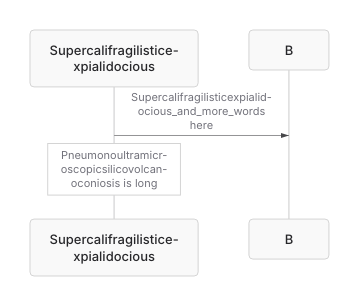 Supercalifragilistice-
xpialidocious
B
Supercalifragilisticexpialid-
ocious_and_more_words
here
Pneumonoultramicr-
oscopicsilicovolcan-
oconiosis is long
Supercalifragilistice-
xpialidocious
B